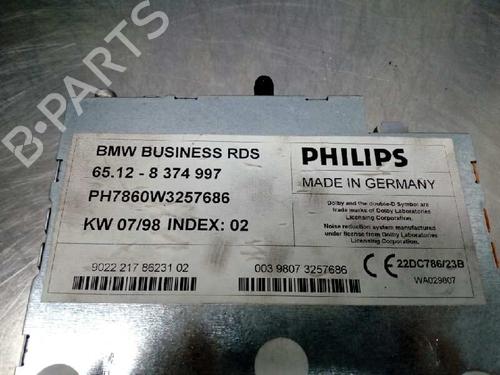 B-PARTS
BMW BUSINESS RDS
65.12 - 8 374 997
PH7860W3257686
KW 07/98 INDEX: 02
9022 217 86231 02
003 9807 3257686
PHILIPS
MADE IN GERMANY
Dolby and the double-D Symbol are
trade marks of Dolby Laboratories
Licensing Corporation.
Noise reduction system manufactured
under license from Dolby Laboratories
Licensing Corporation.
CE 22DC786/23B
WA029807